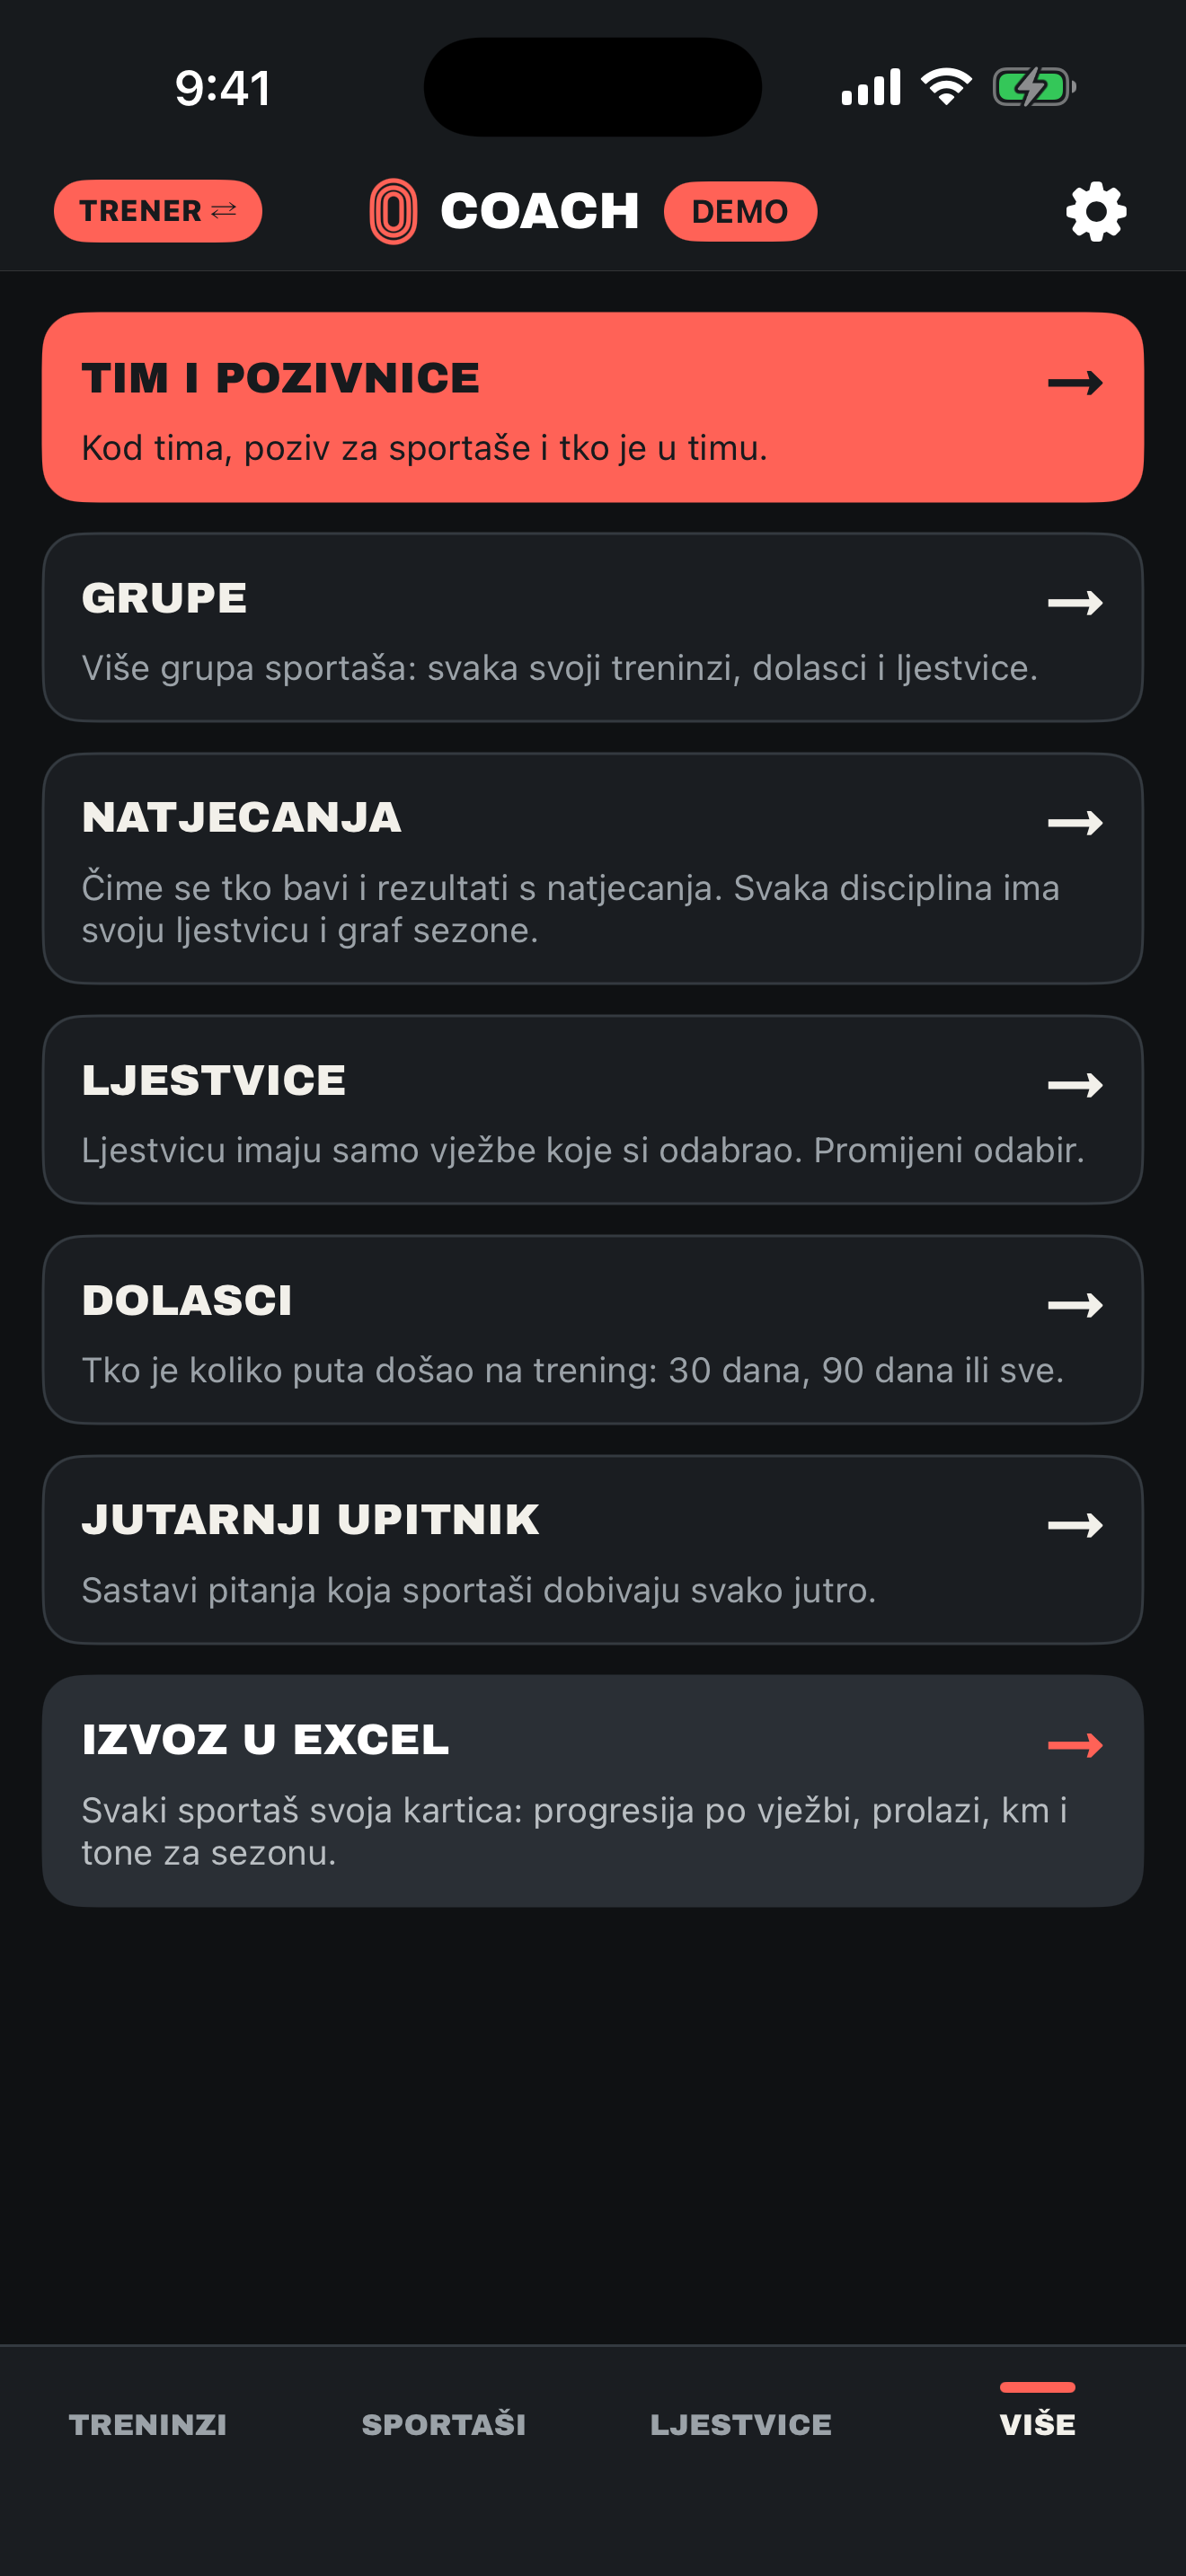 9:41
TRENER ⇄
COACH
DEMO
TIM I POZIVNICE
Kod tima, poziv za sportaše i tko je u timu.
GRUPE
Više grupa sportaša: svaka svoji treninzi, dolasci i ljestvice.
NATJECANJA
Čime se tko bavi i rezultati s natjecanja. Svaka disciplina ima
svoju ljestvicu i graf sezone.
LJESTVICE
Ljestvicu imaju samo vježbe koje si odabrao. Promijeni odabir.
DOLASCI
Tko je koliko puta došao na trening: 30 dana, 90 dana ili sve.
JUTARNJI UPITNIK
Sastavi pitanja koja sportaši dobivaju svako jutro.
IZVOZ U EXCEL
Svaki sportaš svoja kartica: progresija po vježbi, prolazi, km i
tone za sezonu.
TRENINZI
SPORTAŠI
LJESTVICE
VIŠE